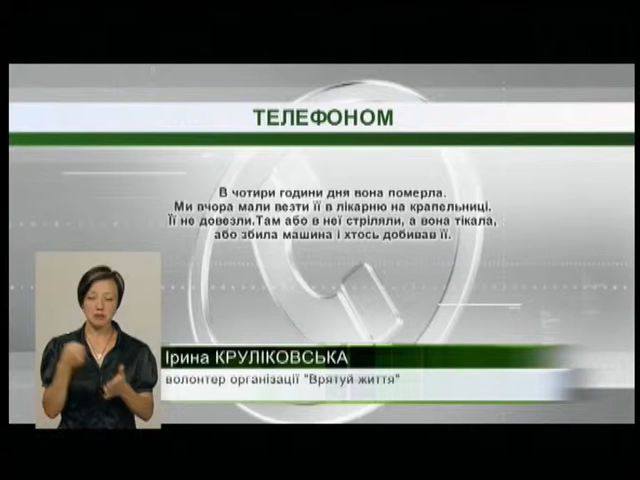 ТЕЛЕФОНОМ
В чотири години дня вона померла.
Ми вчора мали везти її в лікарню на крапельниці.
Її не довезли.Там або в неї стріляли, а вона тікала,
або збила машина і хтось добивав її.
Ірина КРУЛІКОВСЬКА
волонтер організації "Врятуй життя"